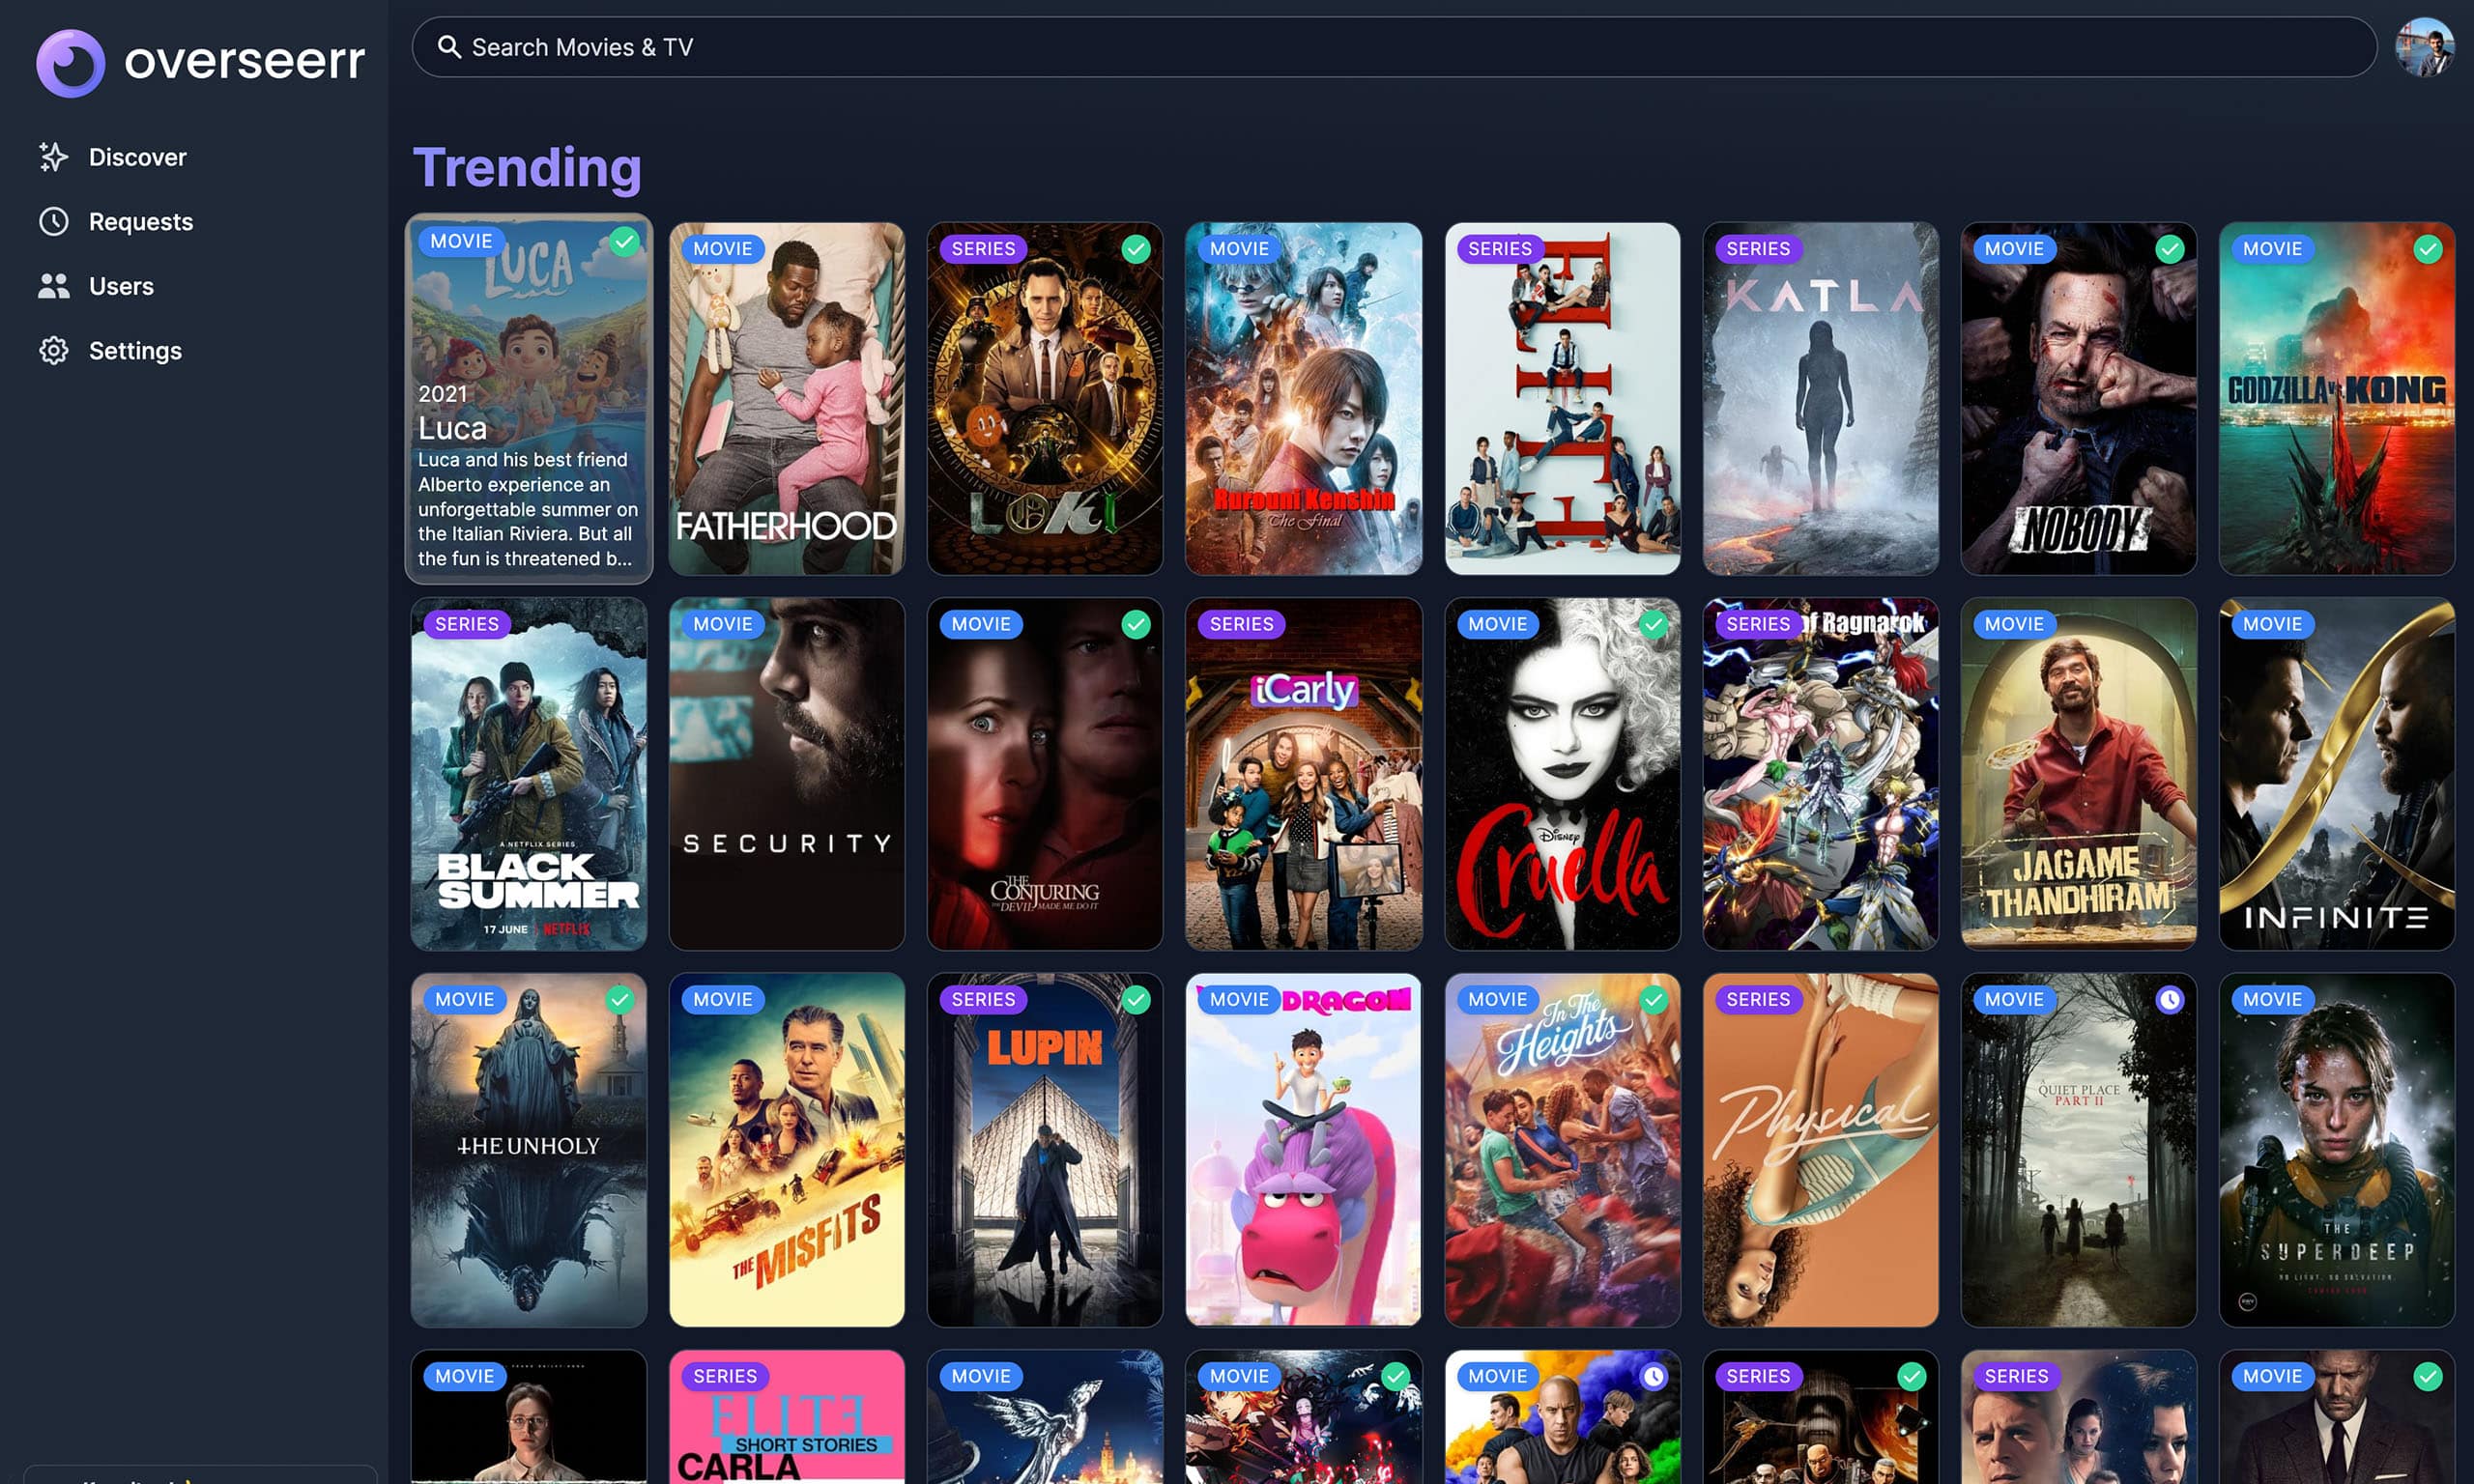 overseerr
Search Movies & TV
Discover
Requests
Users
Settings
Trending
MOVIE
LUCA
2021
Luca
Luca and his best friend
Alberto experience an
unforgettable summer on
the Italian Riviera. But all
the fun is threatened b...
MOVIE
FATHERHOOD
SERIES
LOKI
MOVIE
Rurouni Kenshin
The Final
SERIES
ELITE
SERIES
KATLA
MOVIE
NOBODY
MOVIE
GODZILLA vs. KONG
SERIES
A NETFLIX SERIES
BLACK
SUMMER
17 JUNE | NETFLIX
MOVIE
SECURITY
MOVIE
THE
CONJURING
THE DEVIL MADE ME DO IT
SERIES
iCarly
MOVIE
Disney
Cruella
SERIES
of Ragnarok
MOVIE
JAGAME
THANDHIRAM
MOVIE
INFINITE
MOVIE
THE UNHOLY
MOVIE
THE MISFITS
SERIES
LUPIN
MOVIE
DRAGON
MOVIE
In The
Heights
SERIES
Physical
MOVIE
A
QUIET PLACE
PART II
MOVIE
THE
SUPERDEEP
NO LIGHT. NO SALVATION.
MOVIE
SERIES
ELITE
SHORT STORIES
CARLA
MOVIE
MOVIE
MOVIE
SERIES
SERIES
MOVIE